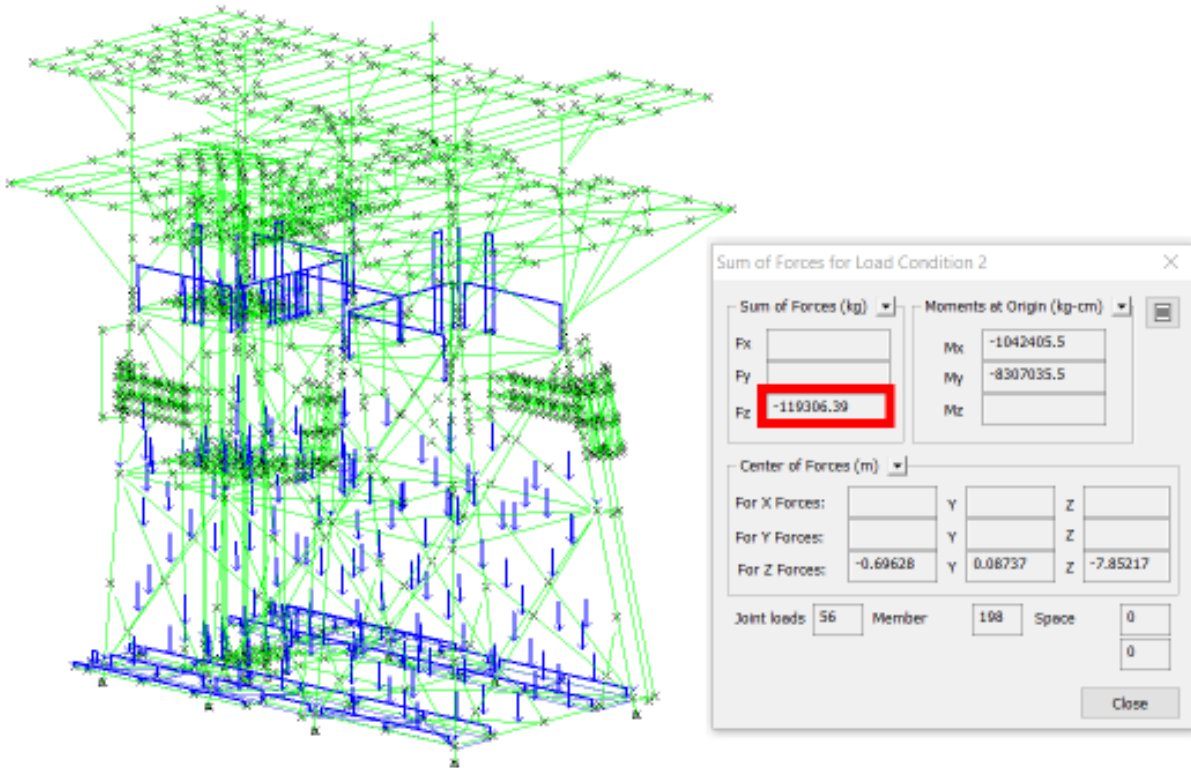 Sum of Forces for Load Condition 2
Sum of Forces (kg) Moments at Origin (kg-cm)
Fx Mx -1042405.5
Fy My -8307035.5
Fz -119306.39 Mz
Center of Forces (m)
For X Forces: Y Z
For Y Forces: Y Z
For Z Forces: -0.69628 Y 0.08737 Z -7.85217
Joint loads 56 Member 198 Space 0
0
Close